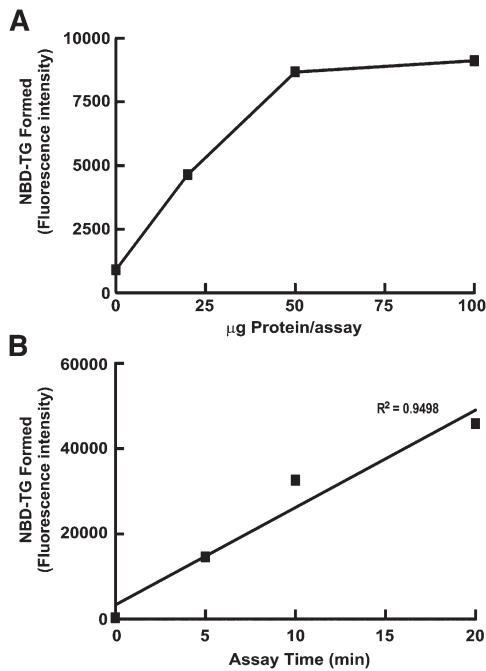 A
NBD-TG Formed
(Fluorescence intensity)
10000
7500
5000
2500
0
0 25 50 75 100
μg Protein/assay
B
NBD-TG Formed
(Fluorescence intensity)
60000
40000
20000
0
R² = 0.9498
0 5 10 15 20
Assay Time (min)